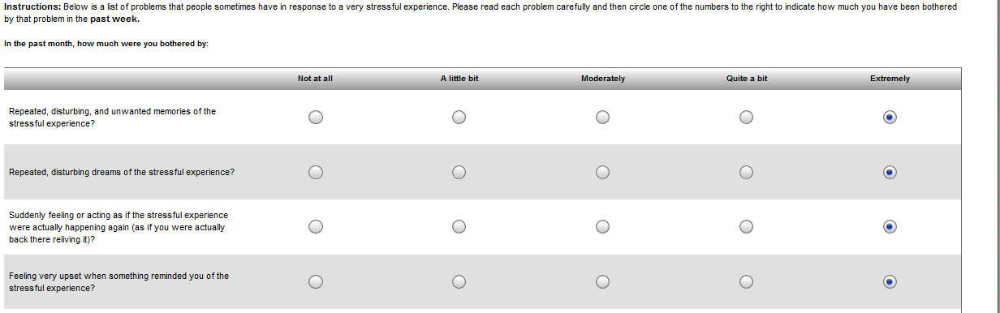 Instructions: Below is a list of problems that people sometimes have in response to a very stressful experience. Please read each problem carefully and then circle one of the numbers to the right to indicate how much you have been bothered
by that problem in the past week.
In the past month, how much were you bothered by:
Not at all A little bit Moderately Quite a bit Extremely
Repeated, disturbing, and unwanted memories of the
stressful experience?
Repeated, disturbing dreams of the stressful experience?
Suddenly feeling or acting as if the stressful experience
were actually happening again (as if you were actually
back there reliving it)?
Feeling very upset when something reminded you of the
stressful experience?